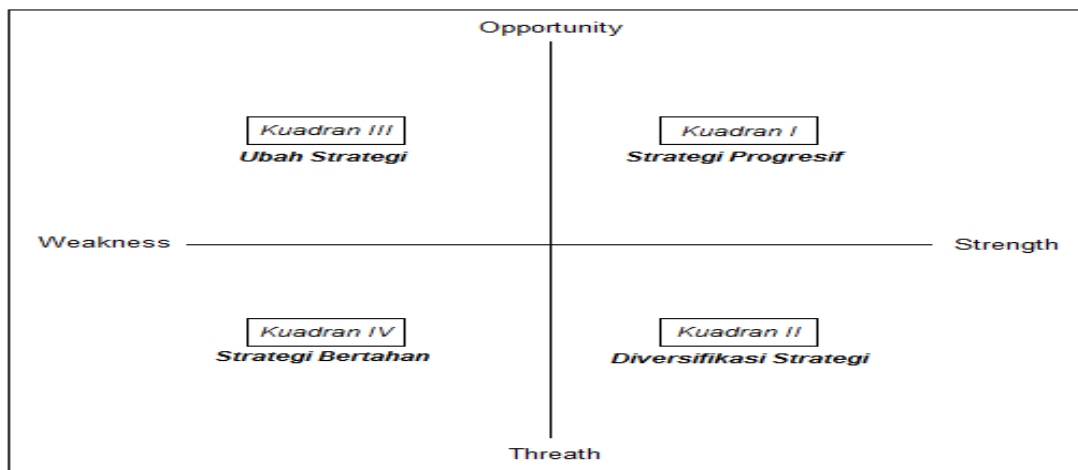 Opportunity
Kuadran III
Kuadran I
Ubah Strategi
Strategi Progresif
Weakness
Strength
Kuadran IV
Kuadran II
Strategi Bertahan
Diversifikasi Strategi
Threath